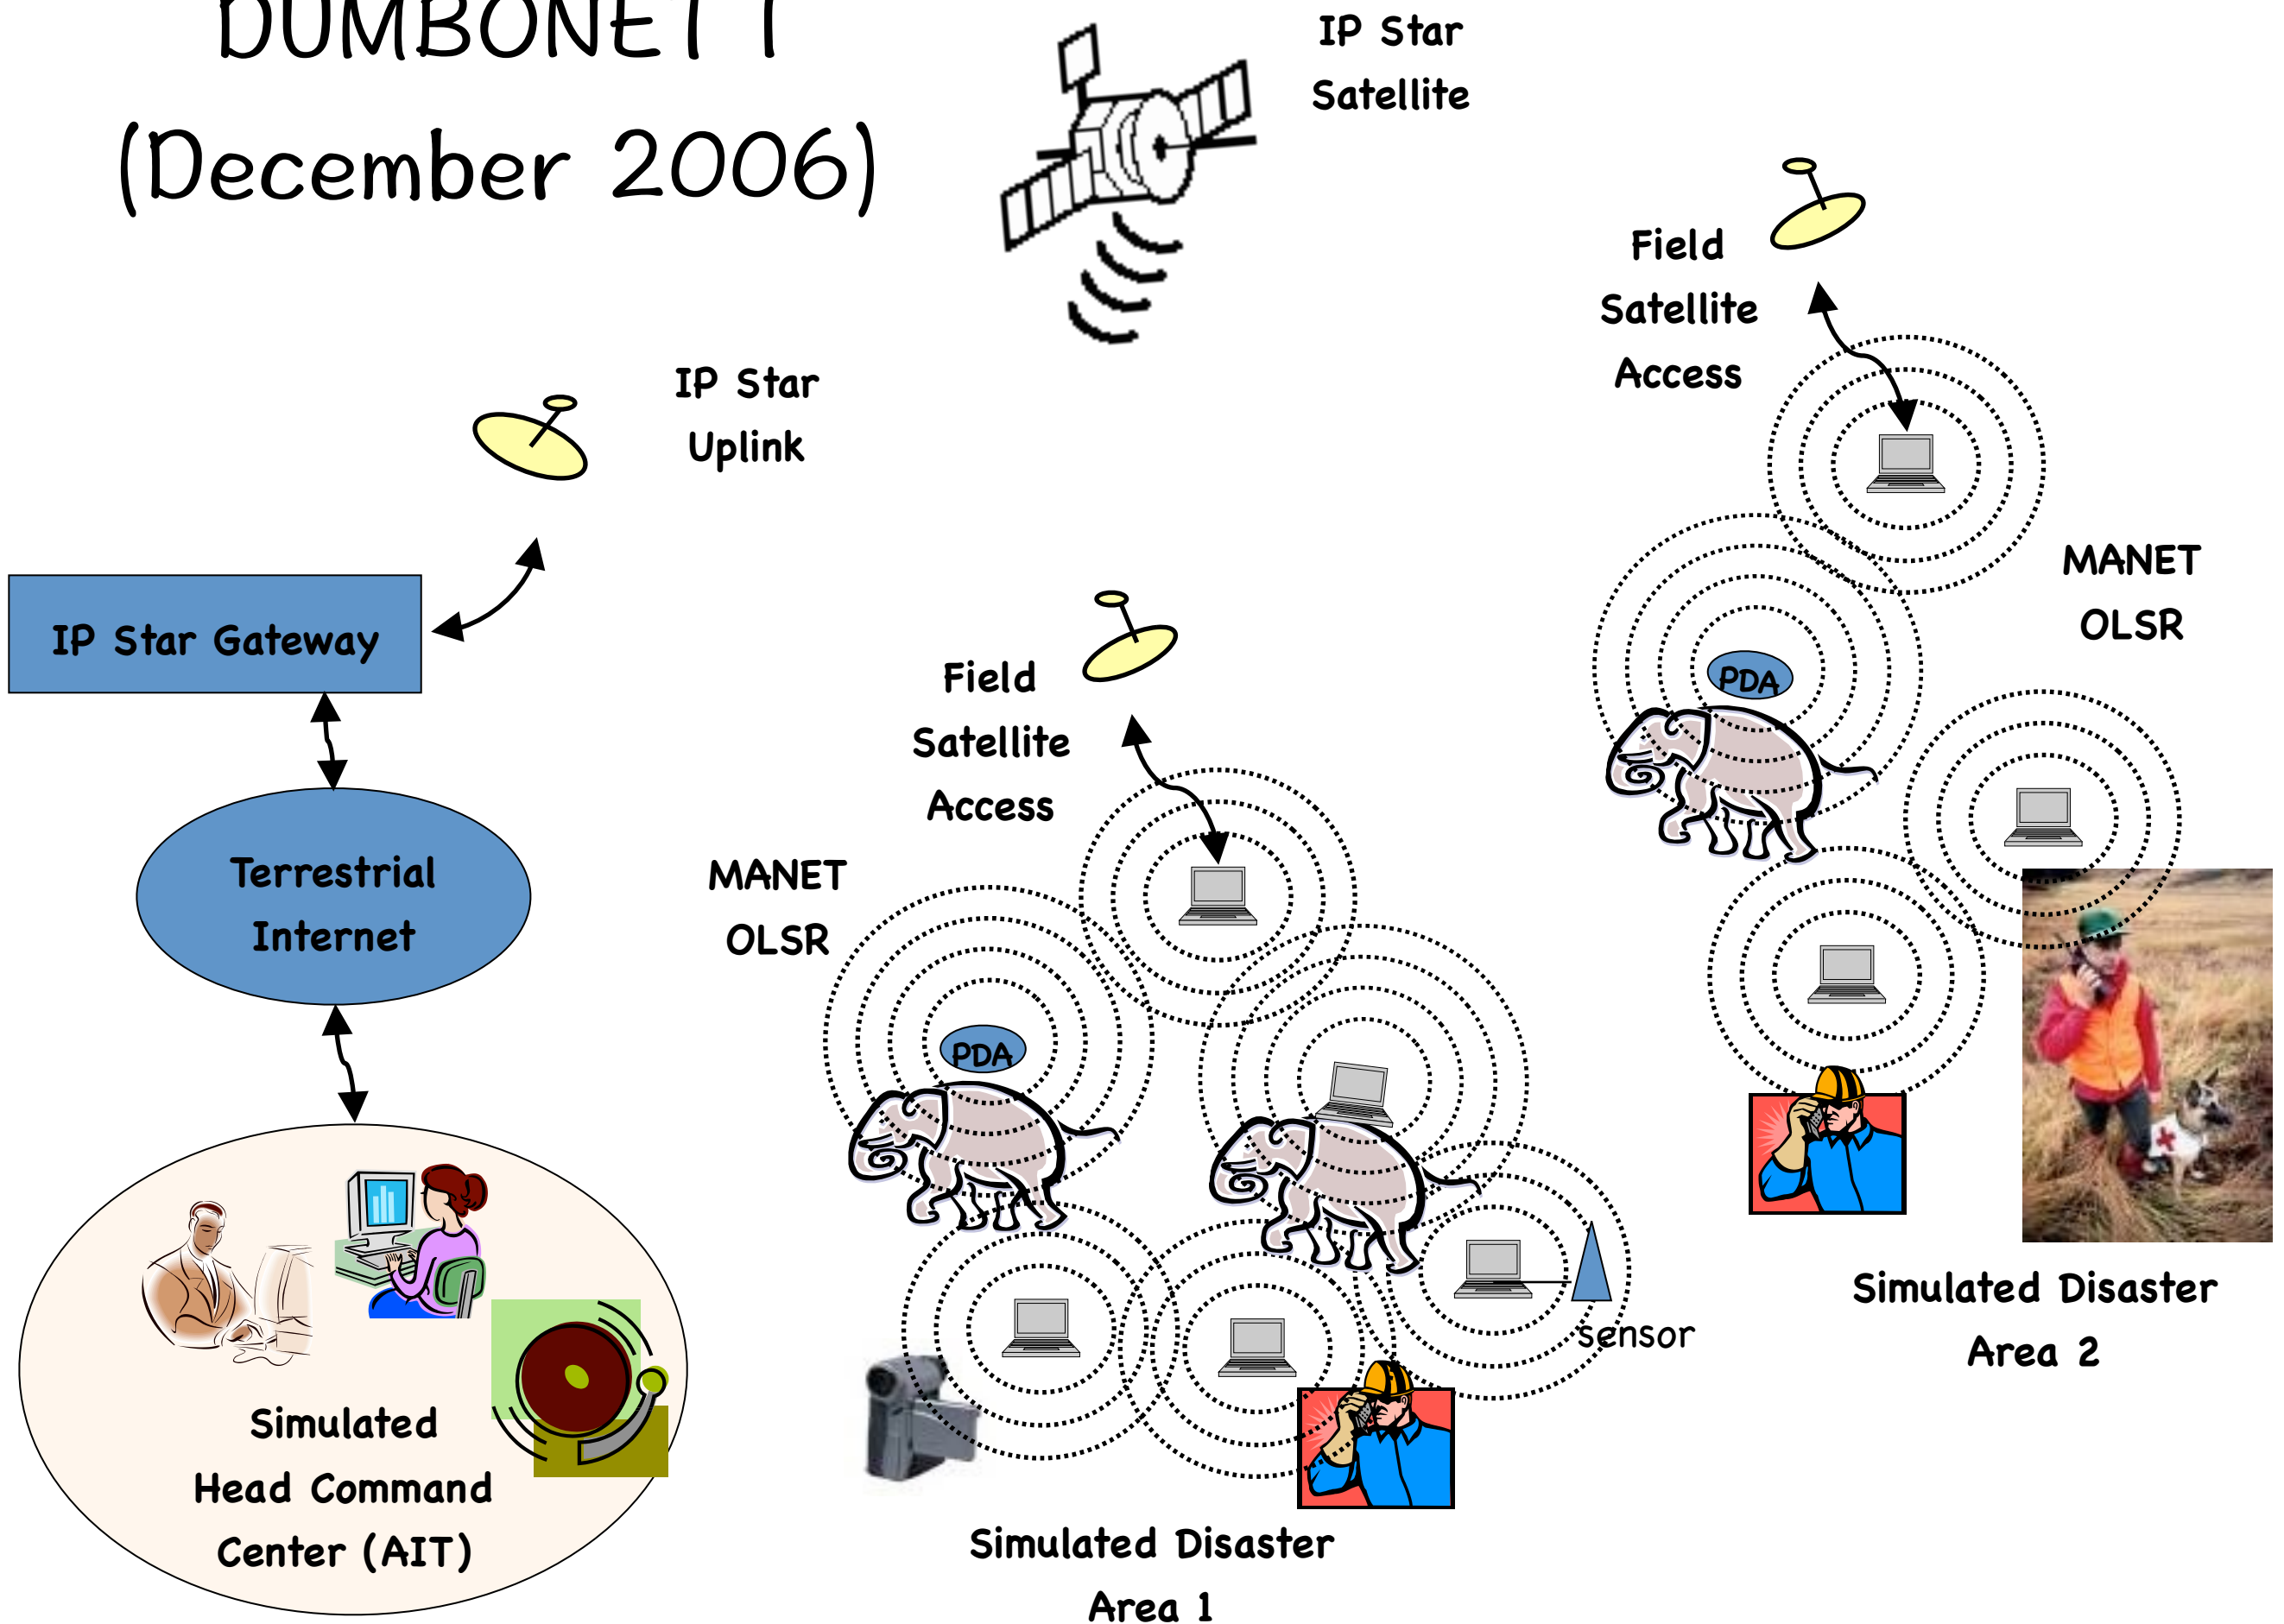 DUMBONET 1
(December 2006)
IP Star
Satellite
IP Star
Uplink
Field
Satellite
Access
MANET
OLSR
PDA
IP Star Gateway
Terrestrial
Internet
Simulated
Head Command
Center (AIT)
Field
Satellite
Access
MANET
OLSR
PDA
sensor
Simulated Disaster
Area 1
Simulated Disaster
Area 2